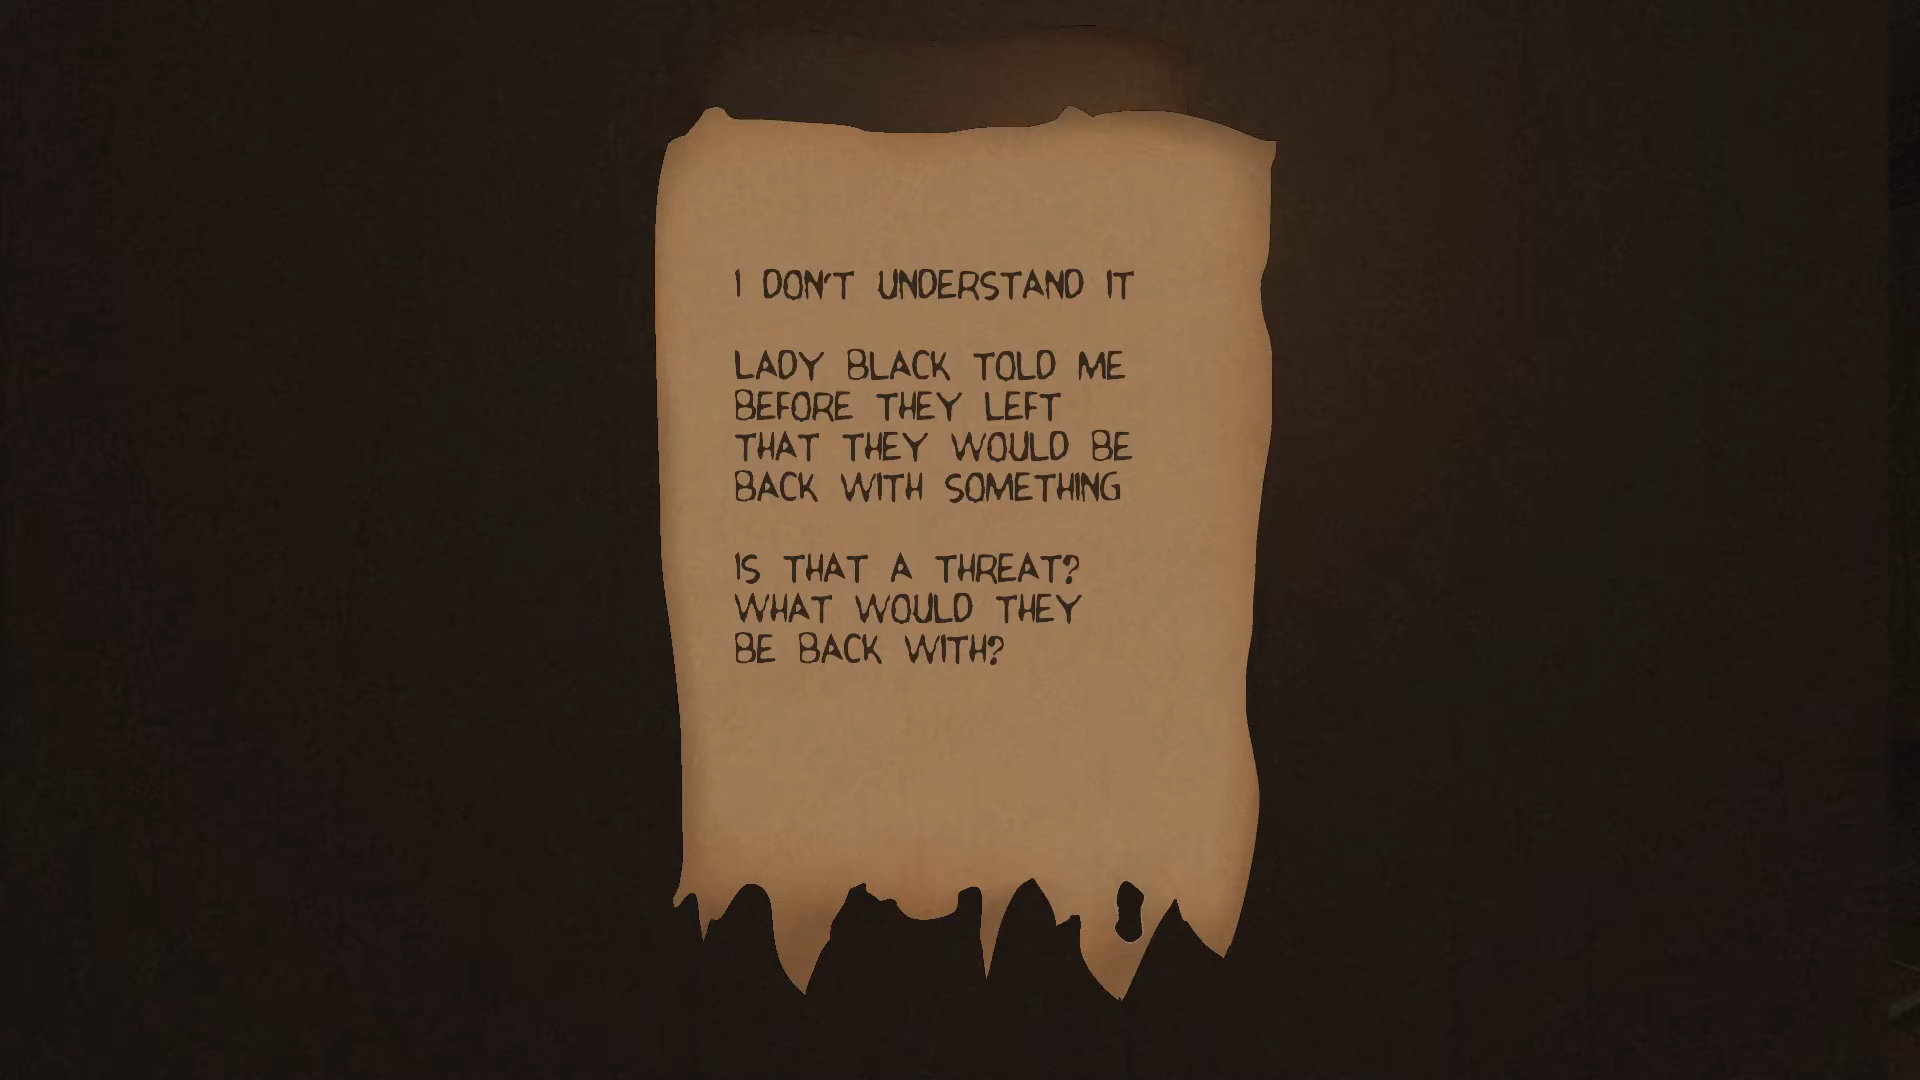 I DON'T UNDERSTAND IT
LADY BLACK TOLD ME
BEFORE THEY LEFT
THAT THEY WOULD BE
BACK WITH SOMETHING
IS THAT A THREAT?
WHAT WOULD THEY
BE BACK WITH?